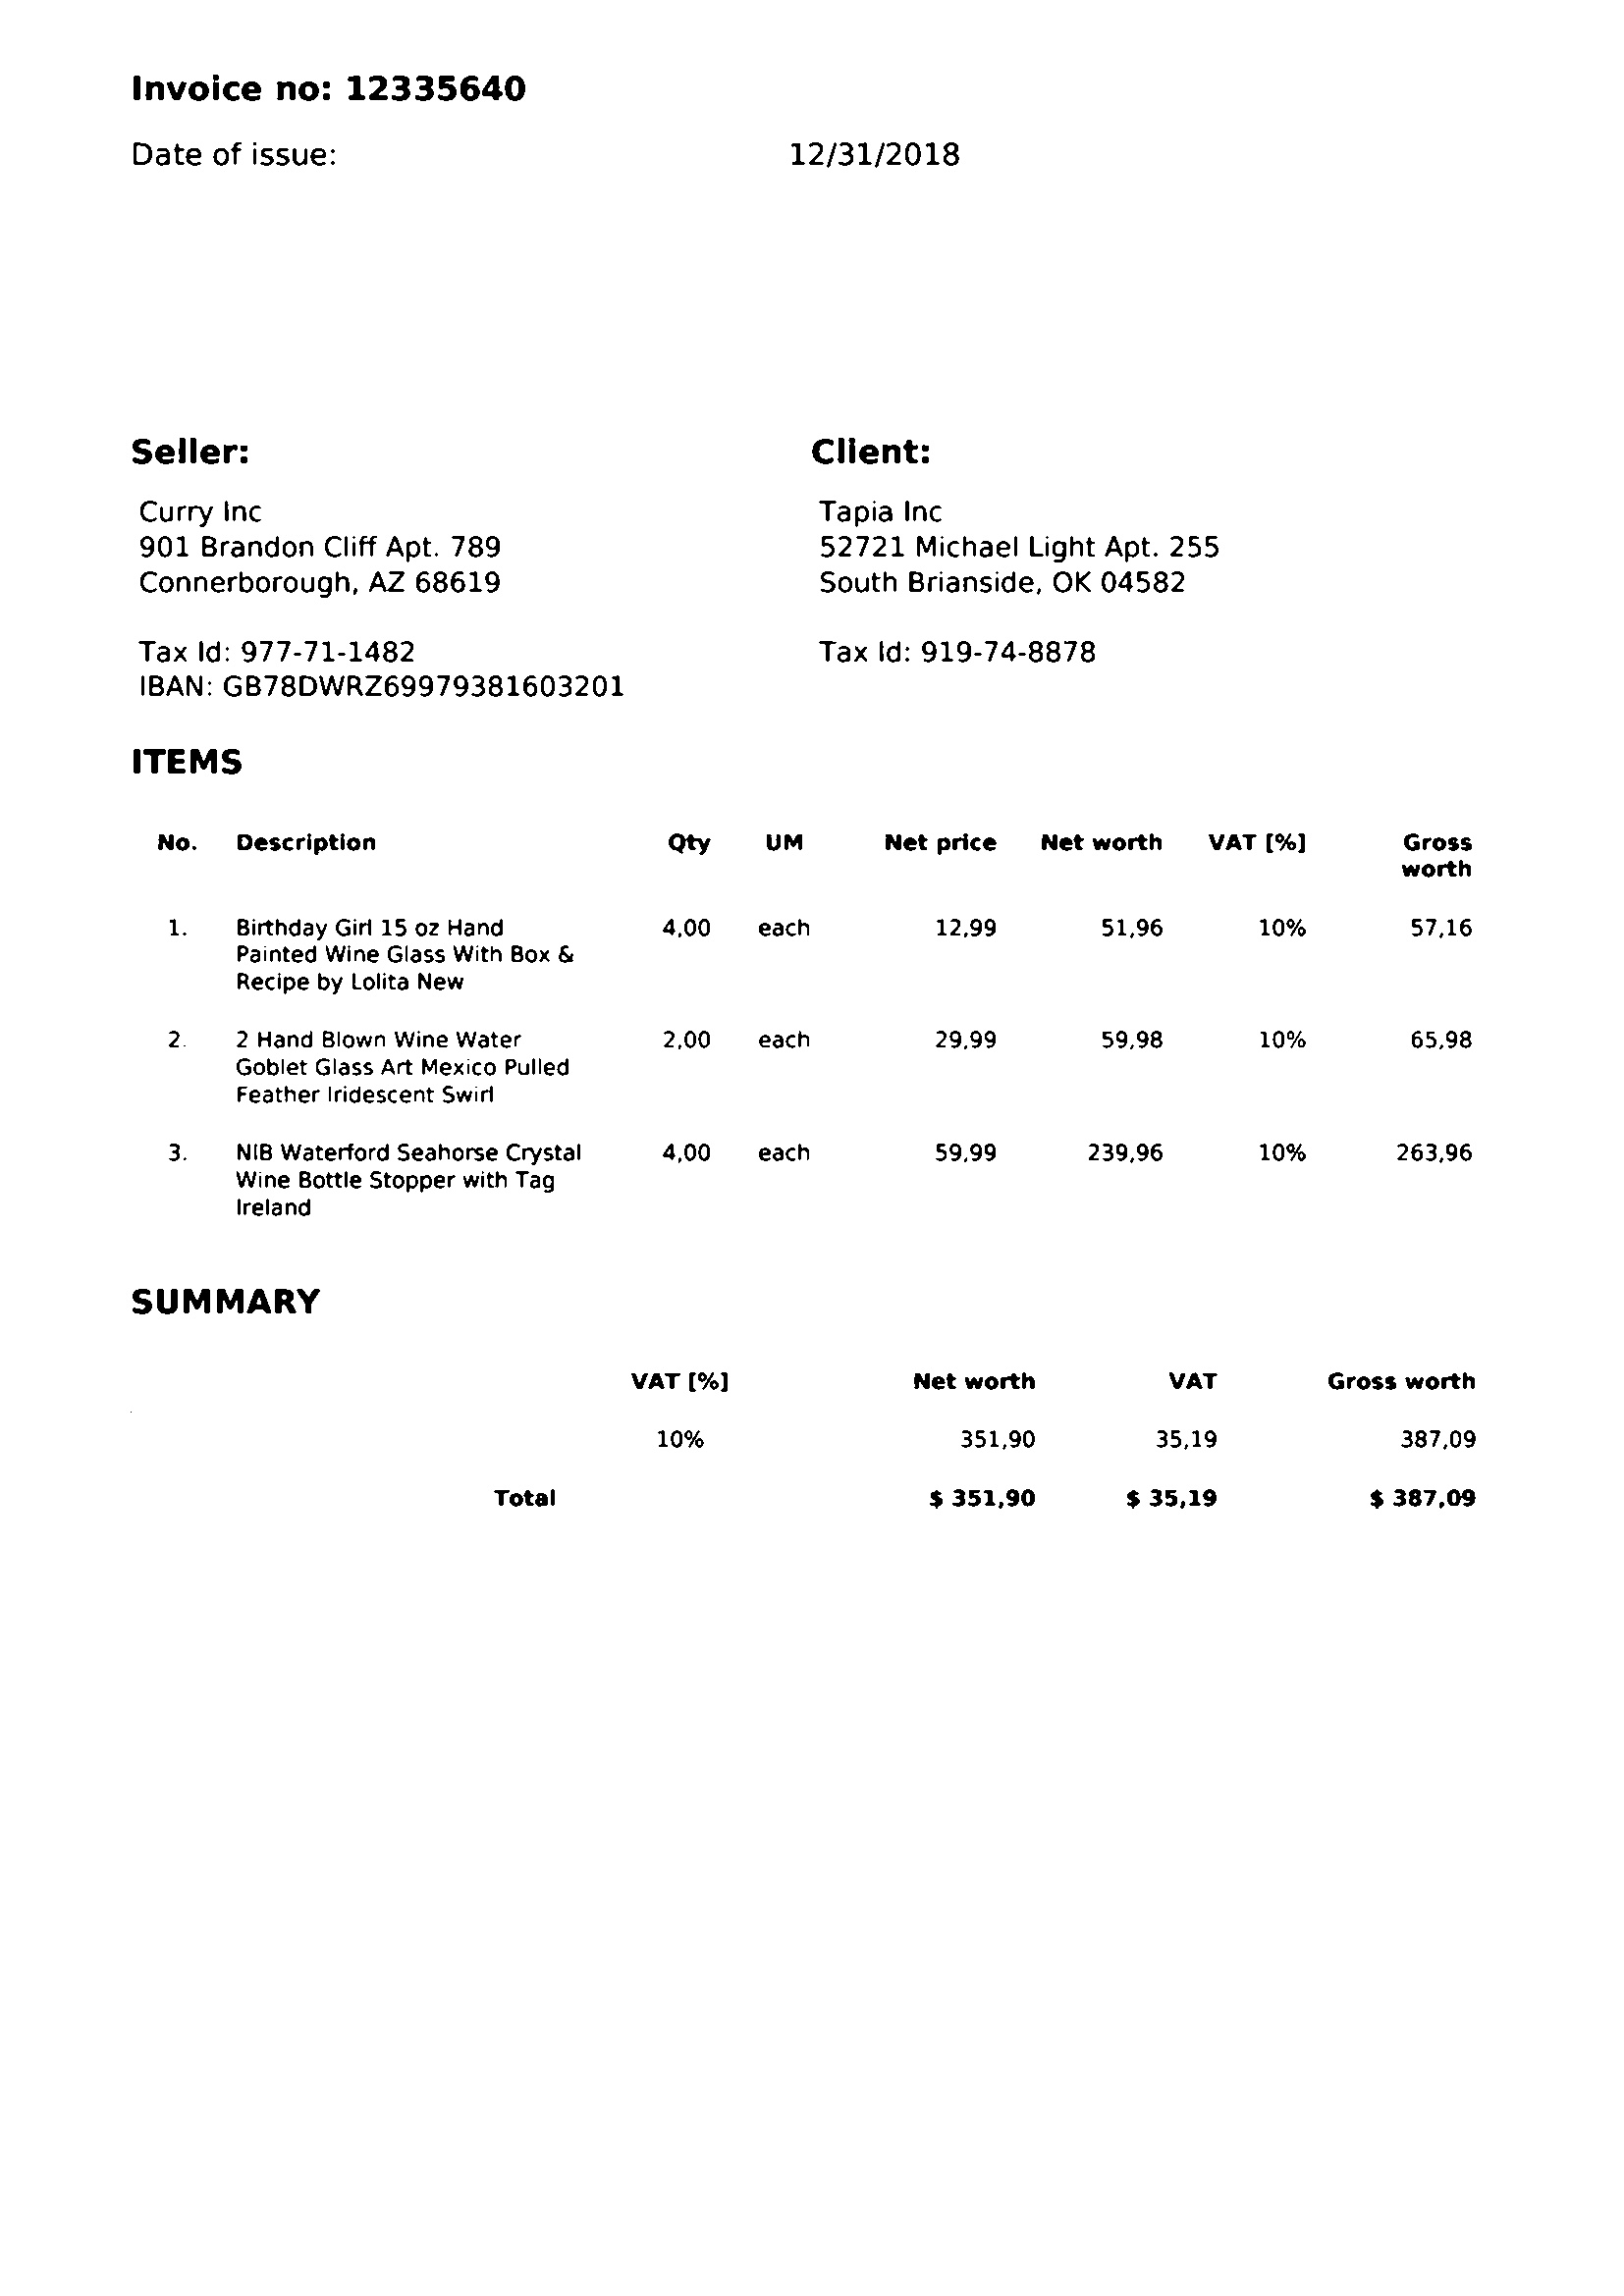 Invoice no: 12335640
Date of issue: 12/31/2018
Seller: Client:
Curry Inc Tapia Inc
901 Brandon Cliff Apt. 789 52721 Michael Light Apt. 255
Connerborough, AZ 68619 South Brianside, OK 04582
Tax Id: 977-71-1482 Tax Id: 919-74-8878
IBAN: GB78DWRZ69979381603201
ITEMS
No. Description Qty UM Net price Net worth VAT [%] Gross
worth
1. Birthday Girl 15 oz Hand 4,00 each 12,99 51,96 10% 57,16
Painted Wine Glass With Box &
Recipe by Lolita New
2. 2 Hand Blown Wine Water 2,00 each 29,99 59,98 10% 65,98
Goblet Glass Art Mexico Pulled
Feather Iridescent Swirl
3. NIB Waterford Seahorse Crystal 4,00 each 59,99 239,96 10% 263,96
Wine Bottle Stopper with Tag
Ireland
SUMMARY
VAT [%] Net worth VAT Gross worth
10% 351,90 35,19 387,09
Total $ 351,90 $ 35,19 $ 387,09